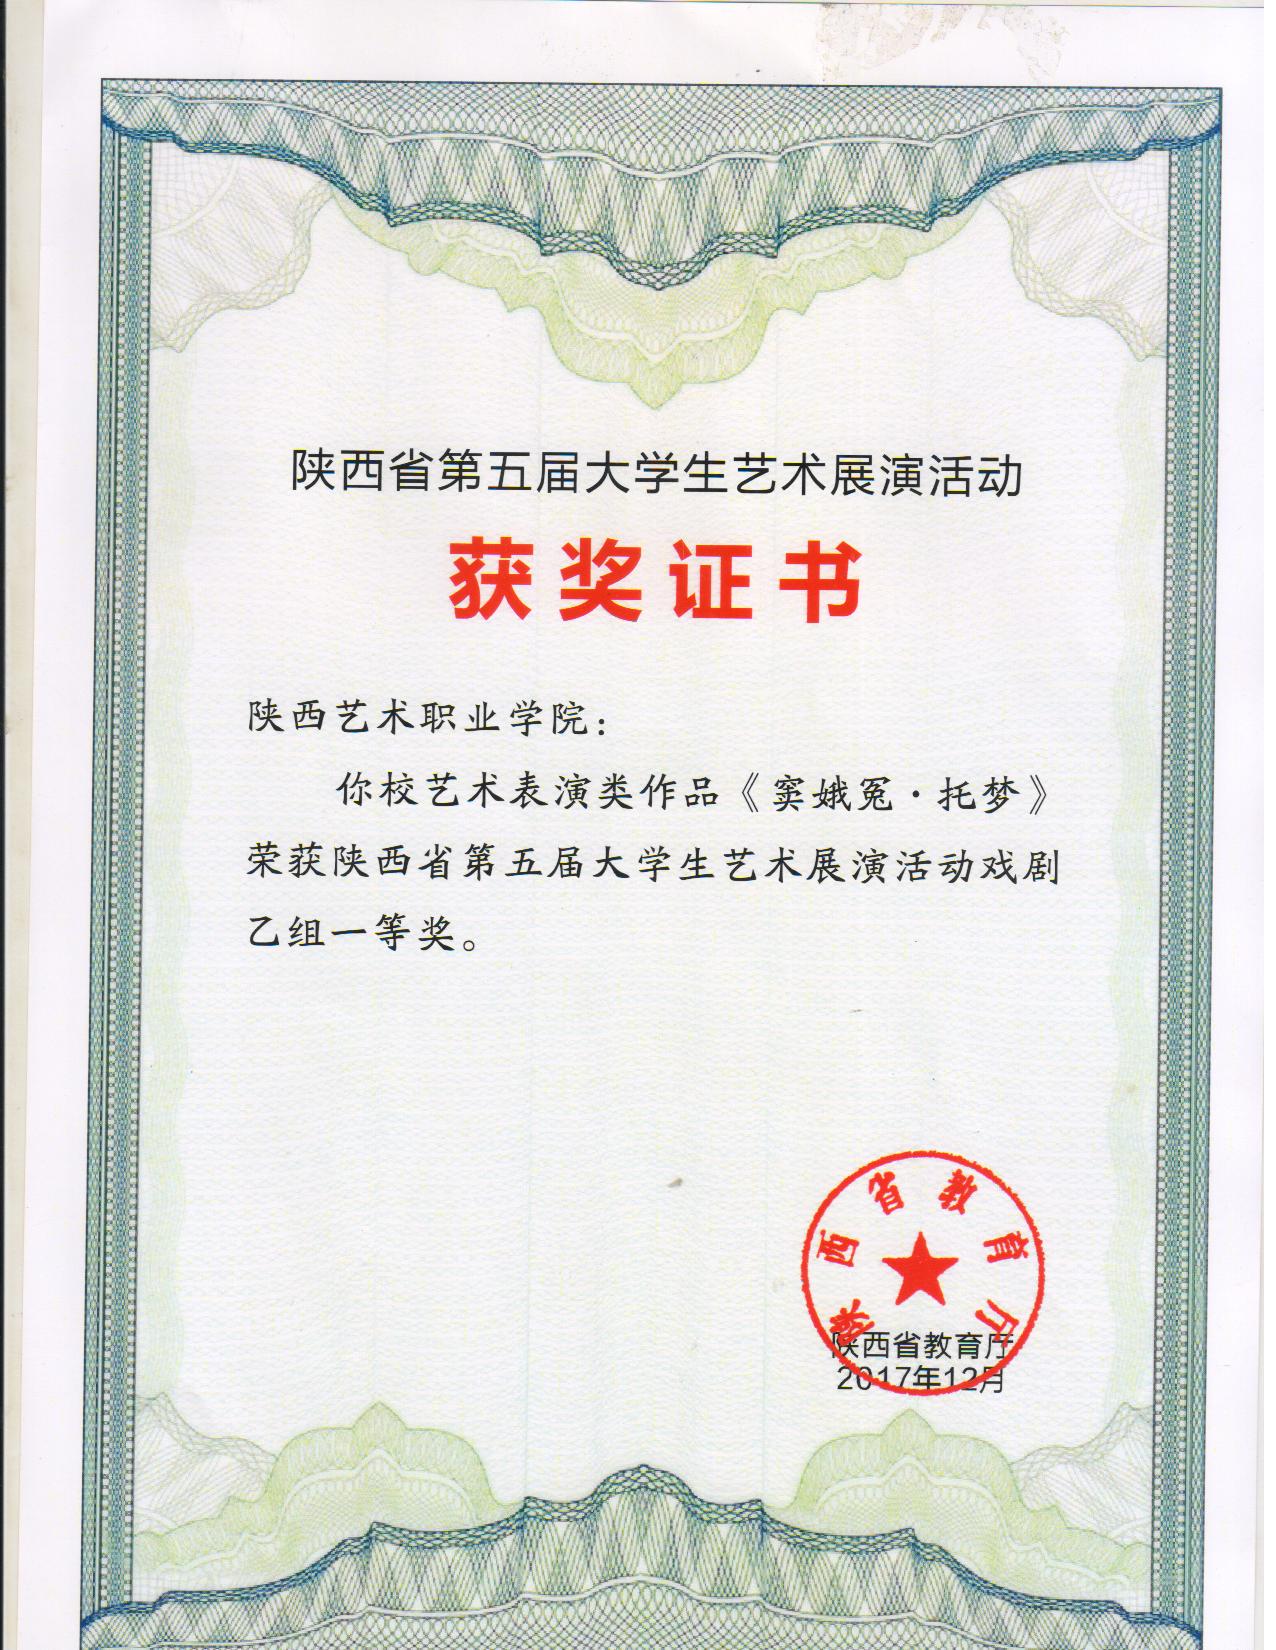 陕西省第五届大学生艺术展演活动
获奖证书
陕西艺术职业学院：
你校艺术表演类作品《窦娥冤·托梦》
荣获陕西省第五届大学生艺术展演活动戏剧
乙组一等奖。
陕西省教育厅
陕西省教育厅
2017年12月